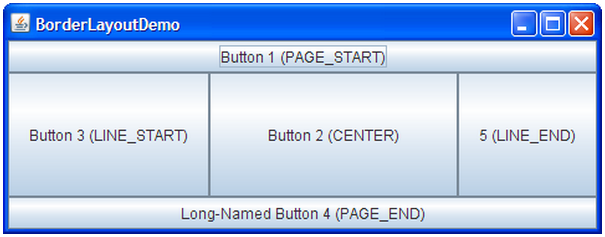 BorderLayoutDemo
Button 1 (PAGE_START)
Button 3 (LINE_START) Button 2 (CENTER) 5 (LINE_END)
Long-Named Button 4 (PAGE_END)